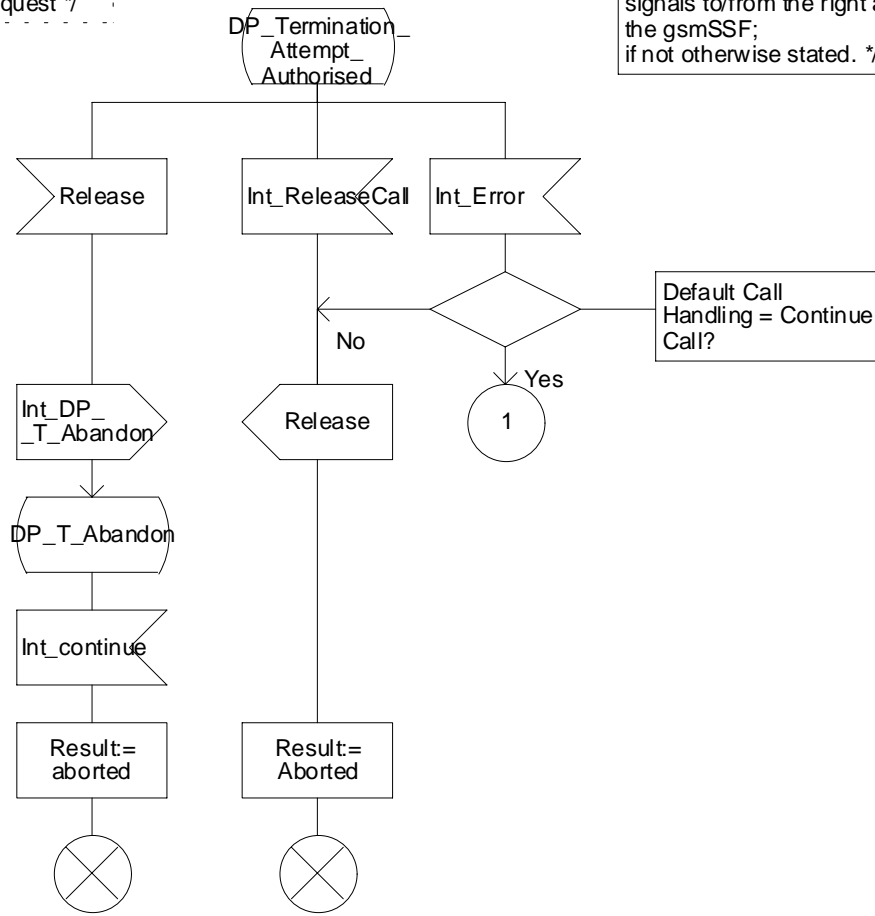 quest */
signals to/from the right a
the gsmSSF;
if not otherwise stated. */
DP_Termination_
Attempt_
Authorised
Release
Int_ReleaseCall
Int_Error
Default Call
Handling = Continue
Call?
No
Yes
1
Int_DP_
_T_Abandon
Release
DP_T_Abandon
Int_continue
Result:=
aborted
Result:=
Aborted